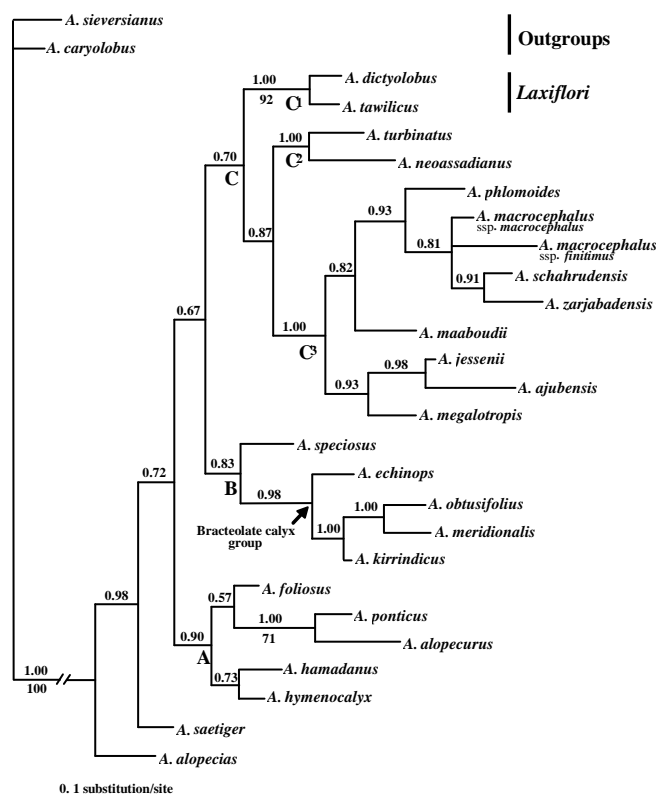 A. sieversianus
Outgroups
A. caryolobus
1.00
A. dictyolobus
92
C1
Laxiflori
A. tawilicus
1.00
A. turbinatus
0.70
C2
C
A. neoassadianus
A. phlomoides
0.93
A. macrocephalus
ssp. macrocephalus
0.87
0.81
A. macrocephalus
ssp. finitimus
0.82
0.91
A. schahrudensis
A. zarjabadensis
0.67
1.00
C3
A. maaboudii
A. jessenii
0.98
0.93
A. ajubensis
A. megalotropis
A. speciosus
0.83
0.72
B
A. echinops
0.98
1.00
A. obtusifolius
Bracteolate calyx
group
1.00
A. meridionalis
A. kirrindicus
A. foliosus
0.98
0.57
1.00
A. ponticus
0.90
71
A. alopecurus
A
0.73
A. hamadanus
1.00
100
A. hymenocalyx
A. saetiger
A. alopecias
0. 1 substitution/site